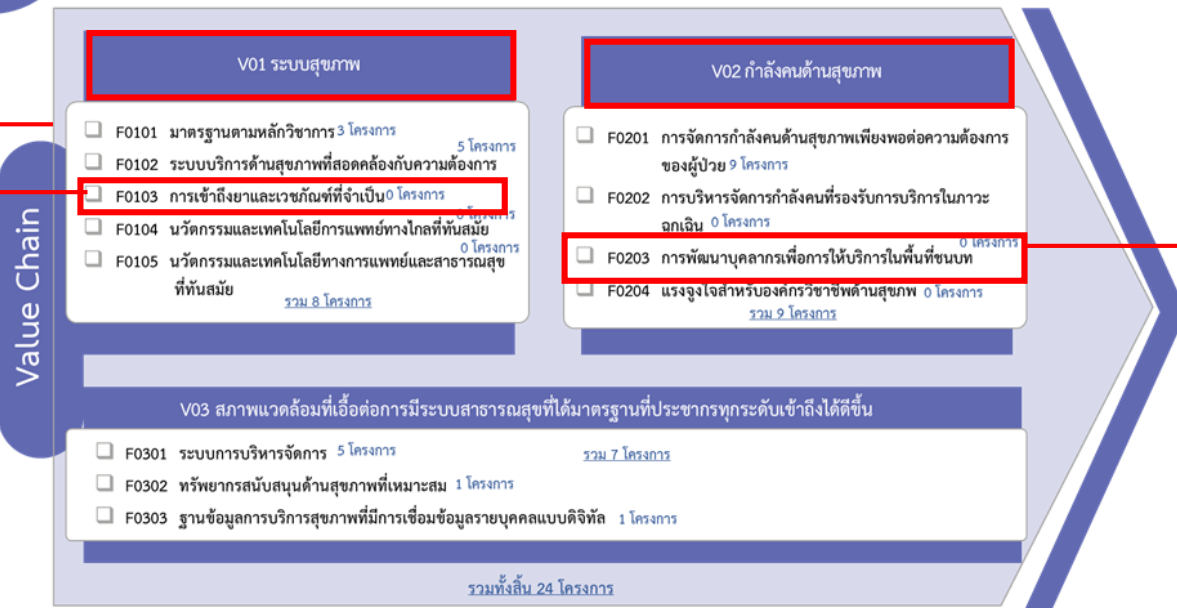 Value Chain
V01 ระบบสุขภาพ
F0101 มาตรฐานตามหลักวิชาการ 3 โครงการ
5 โครงการ
F0102 ระบบบริการด้านสุขภาพที่สอดคล้องกับความต้องการ
F0103 การเข้าถึงยาและเวชภัณฑ์ที่จำเป็น 0 โครงการ
0 โครงการ
F0104 นวัตกรรมและเทคโนโลยีการแพทย์ทางไกลที่ทันสมัย
0 โครงการ
F0105 นวัตกรรมและเทคโนโลยีทางการแพทย์และสาธารณสุข
ที่ทันสมัย
รวม 8 โครงการ
V02 กำลังคนด้านสุขภาพ
F0201 การจัดการกำลังคนด้านสุขภาพเพียงพอต่อความต้องการ
ของผู้ป่วย 9 โครงการ
F0202 การบริหารจัดการกำลังคนที่รองรับการบริการในภาวะ
ฉุกเฉิน 0 โครงการ
0 โครงการ
F0203 การพัฒนาบุคลากรเพื่อการให้บริการในพื้นที่ชนบท
F0204 แรงจูงใจสำหรับองค์กรวิชาชีพด้านสุขภาพ 0 โครงการ
รวม 9 โครงการ
V03 สภาพแวดล้อมที่เอื้อต่อการมีระบบสาธารณสุขที่ได้มาตรฐานที่ประชากรทุกระดับเข้าถึงได้ดีขึ้น
F0301 ระบบการบริหารจัดการ 5 โครงการ
รวม 7 โครงการ
F0302 ทรัพยากรสนับสนุนด้านสุขภาพที่เหมาะสม 1 โครงการ
F0303 ฐานข้อมูลการบริการสุขภาพที่มีการเชื่อมข้อมูลรายบุคคลแบบดิจิทัล 1 โครงการ
รวมทั้งสิ้น 24 โครงการ